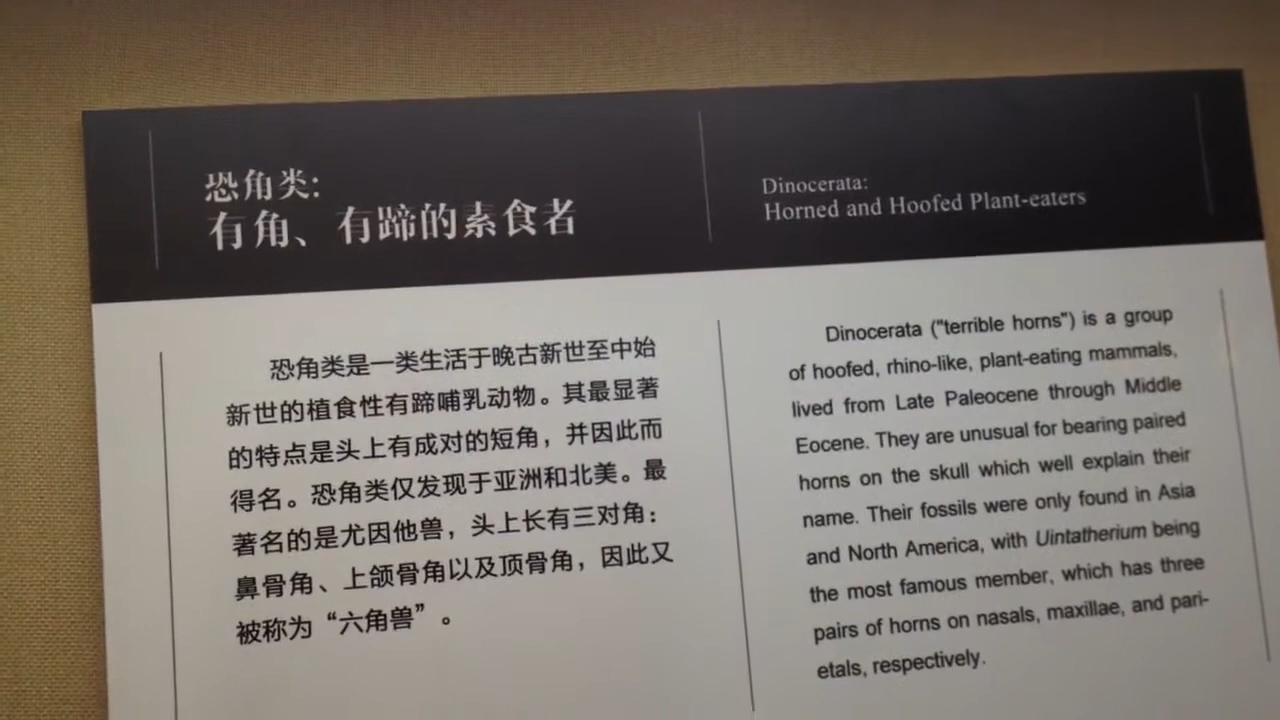 恐角类:
有角、有蹄的素食者
Dinocerata:
Horned and Hoofed Plant-eaters
恐角类是一类生活于晚古新世至中始
新世的植食性有蹄哺乳动物。其最显著
的特点是头上有成对的短角，并因此而
得名。恐角类仅发现于亚洲和北美。最
著名的是尤因他兽，头上长有三对角：
鼻骨角、上颌骨角以及顶骨角，因此又
被称为“六角兽”。
Dinocerata ("terrible horns") is a group
of hoofed, rhino-like, plant-eating mammals,
lived from Late Paleocene through Middle
Eocene. They are unusual for bearing paired
horns on the skull which well explain their
name. Their fossils were only found in Asia
and North America, with Uintatherium being
the most famous member, which has three
pairs of horns on nasals, maxillae, and pari-
etals, respectively.